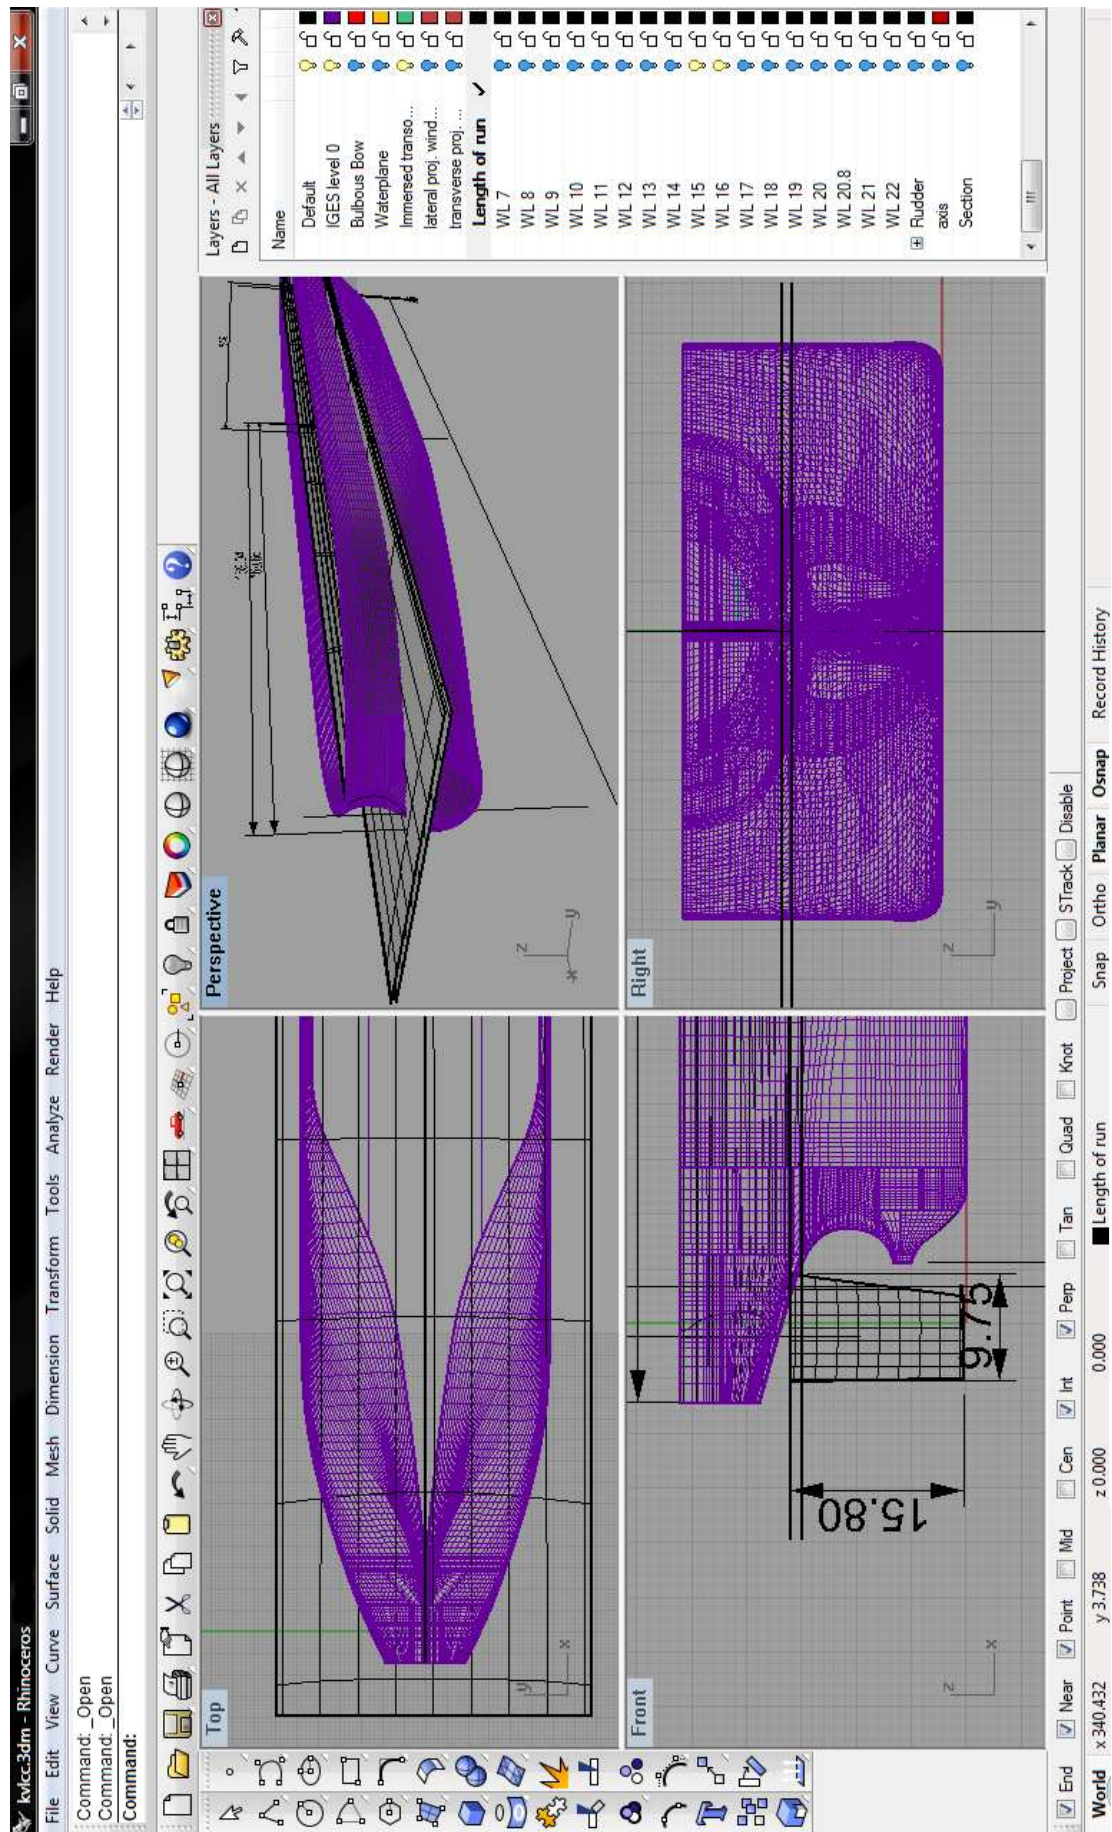 kvlcc.3dm - Rhinoceros
File Edit View Curve Surface Solid Mesh Dimension Transform Tools Analyze Render Help
Command: _Open
Command: _Open
Command:
Top
y
x
Perspective
z
y
x
Front
15.80
9.75
z
x
Right
z
y
Layers - All Layers
Name
Default
IGES level 0
Bulbous Bow
Waterplane
Immersed transo...
lateral proj. wind...
transverse proj. ...
Length of run
WL 7
WL 8
WL 9
WL 10
WL 11
WL 12
WL 13
WL 14
WL 15
WL 16
WL 17
WL 18
WL 19
WL 20
WL 20.8
WL 21
WL 22
Rudder
axis
Section
End Near Point Mid Cen Int Perp Tan Quad Knot Project STrack Disable
World x 340.432 y 3.738 z 0.000 0.000 Length of run Snap Ortho Planar Osnap Record History